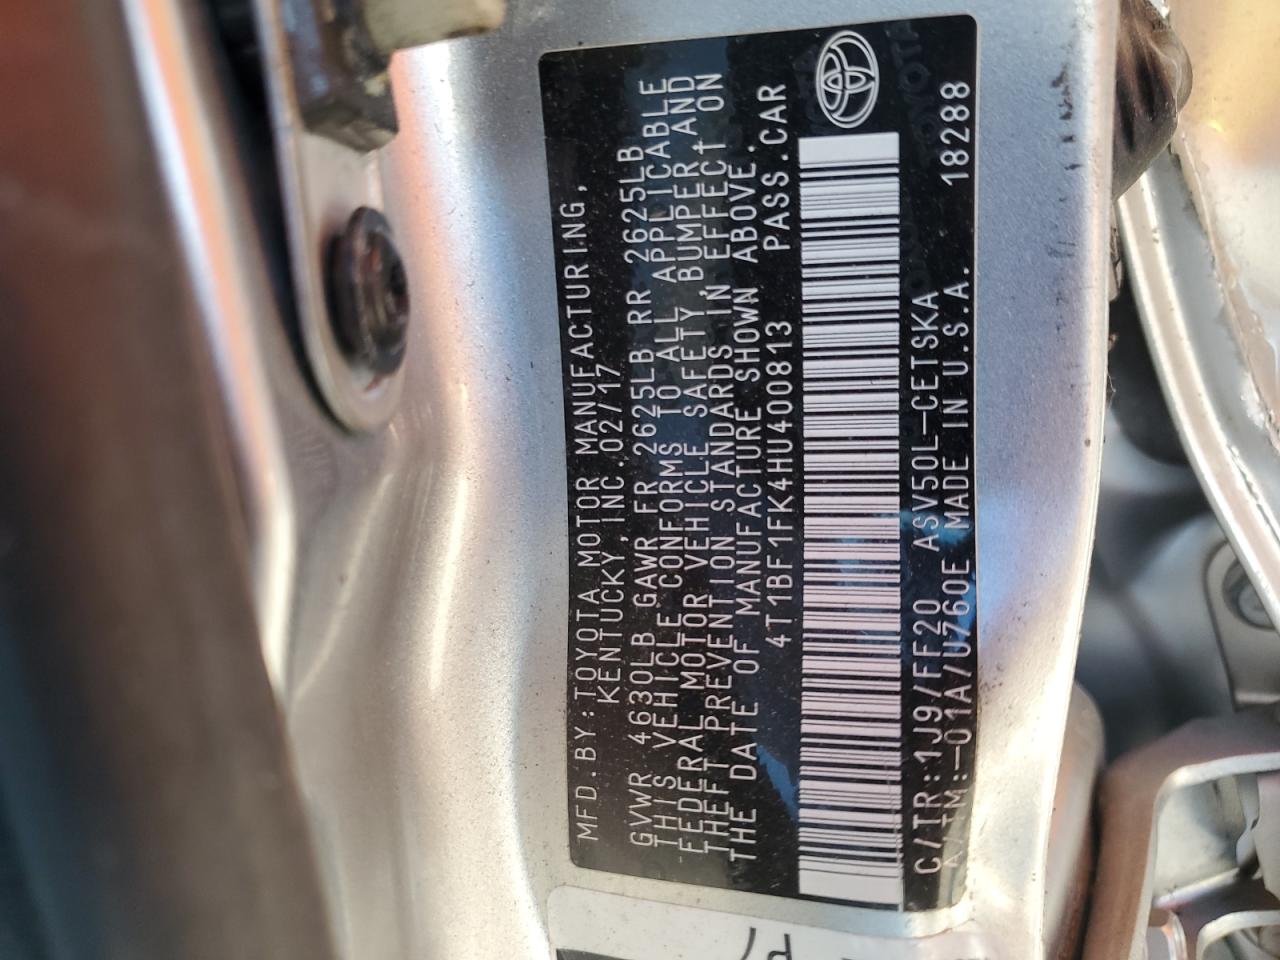 MFD.BY:TOYOTA MOTOR MANUFACTURING,
KENTUCKY,INC.02/17
GVWR 4630LB GAWR FR 2625LB RR 2625LB
THIS VEHICLE CONFORMS TO ALL APPLICABLE
FEDERAL MOTOR VEHICLE SAFETY,BUMPER,AND
THEFT PREVENTION STANDARDS IN EFFECT ON
THE DATE OF MANUFACTURE SHOWN ABOVE.
4T1BF1FK4HU400813 PASS.CAR
C/TR:1J9/FF20 ASV50L-CETSKA
A/TM:-01A/U760E MADE IN U.S.A. 18288